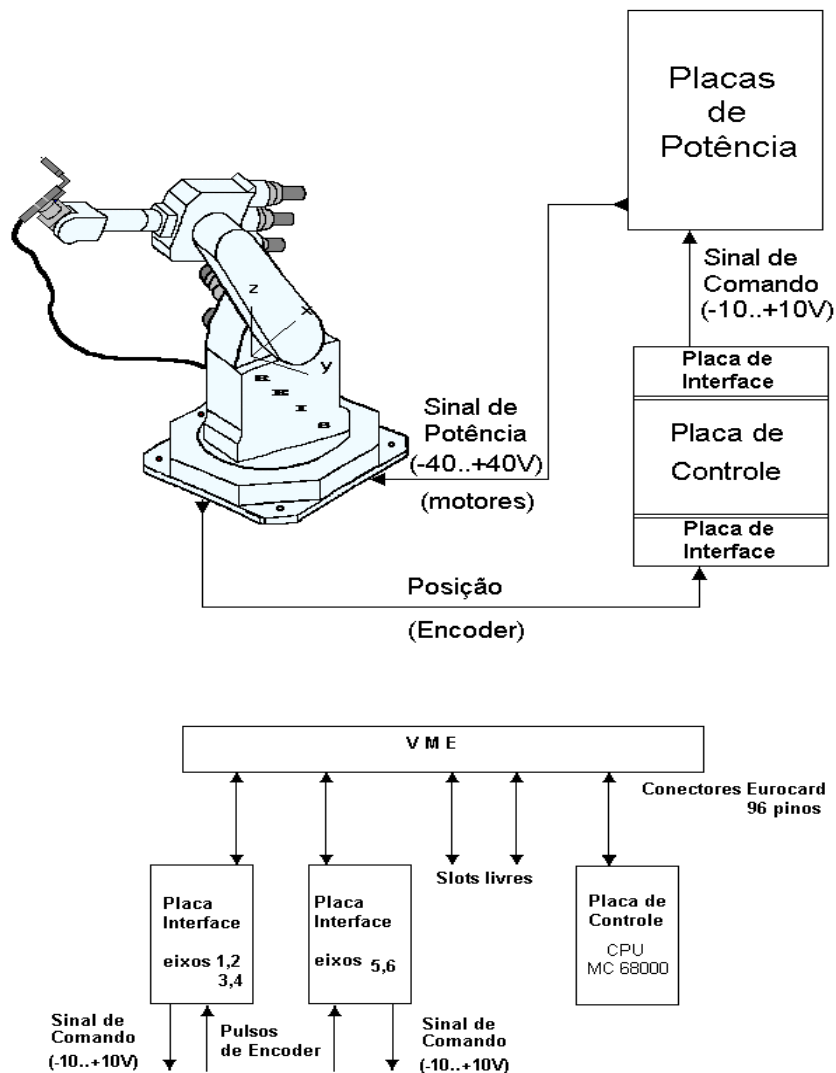 Placas
de
Potência
Sinal de
Comando
(-10..+10V)
Placa de
Interface
Placa de
Controle
Placa de
Interface
z
x
y
R
E
I
S
Sinal de
Potência
(-40..+40V)
(motores)
Posição
(Encoder)
V M E
Conectores Eurocard
96 pinos
Slots livres
Placa
Interface
eixos 1,2
3,4
Placa
Interface
eixos 5,6
Placa de
Controle
CPU
MC 68000
Sinal de
Comando
(-10..+10V)
Pulsos
de Encoder
Sinal de
Comando
(-10..+10V)